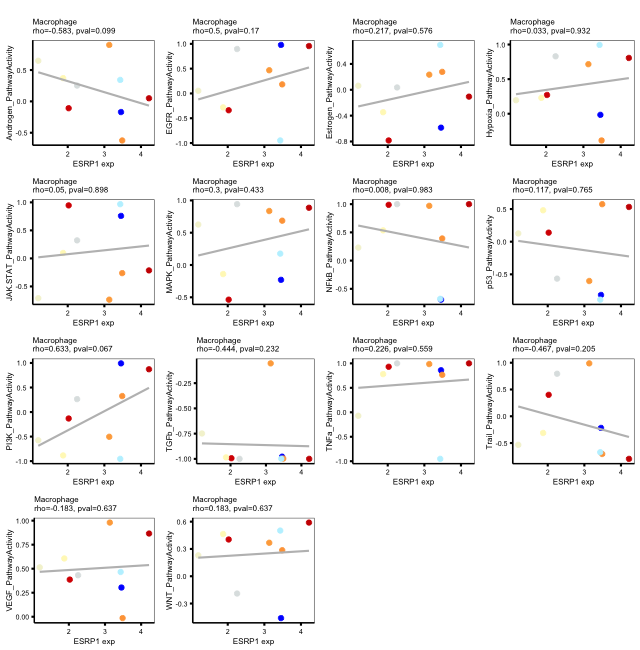 Macrophage
rho=-0.583, pval=0.099
Androgen_PathwayActivity
0.5
0.0
-0.5
2
3
4
ESRP1 exp
Macrophage
rho=0.5, pval=0.17
EGFR_PathwayActivity
1.0
0.5
0.0
-0.5
-1.0
2
3
4
ESRP1 exp
Macrophage
rho=0.217, pval=0.576
Estrogen_PathwayActivity
0.4
0.0
-0.4
-0.8
2
3
4
ESRP1 exp
Macrophage
rho=0.033, pval=0.932
Hypoxia_PathwayActivity
1.0
0.5
0.0
2
3
4
ESRP1 exp
Macrophage
rho=0.05, pval=0.898
JAK.STAT_PathwayActivity
1.0
0.5
0.0
-0.5
2
3
4
ESRP1 exp
Macrophage
rho=0.3, pval=0.433
MAPK_PathwayActivity
1.0
0.5
0.0
-0.5
2
3
4
ESRP1 exp
Macrophage
rho=0.008, pval=0.983
NFkB_PathwayActivity
1.0
0.5
0.0
-0.5
2
3
4
ESRP1 exp
Macrophage
rho=0.117, pval=0.765
p53_PathwayActivity
0.5
0.0
-0.5
2
3
4
ESRP1 exp
Macrophage
rho=0.633, pval=0.067
PI3K_PathwayActivity
1.0
0.5
0.0
-0.5
-1.0
2
3
4
ESRP1 exp
Macrophage
rho=-0.444, pval=0.232
TGFb_PathwayActivity
-0.25
-0.50
-0.75
-1.00
2
3
4
ESRP1 exp
Macrophage
rho=0.226, pval=0.559
TNFa_PathwayActivity
1.0
0.5
0.0
-0.5
-1.0
2
3
4
ESRP1 exp
Macrophage
rho=-0.467, pval=0.205
Trail_PathwayActivity
1.0
0.5
0.0
-0.5
2
3
4
ESRP1 exp
Macrophage
rho=-0.183, pval=0.637
VEGF_PathwayActivity
1.00
0.75
0.50
0.25
0.00
2
3
4
ESRP1 exp
Macrophage
rho=0.183, pval=0.637
WNT_PathwayActivity
0.6
0.3
0.0
-0.3
2
3
4
ESRP1 exp